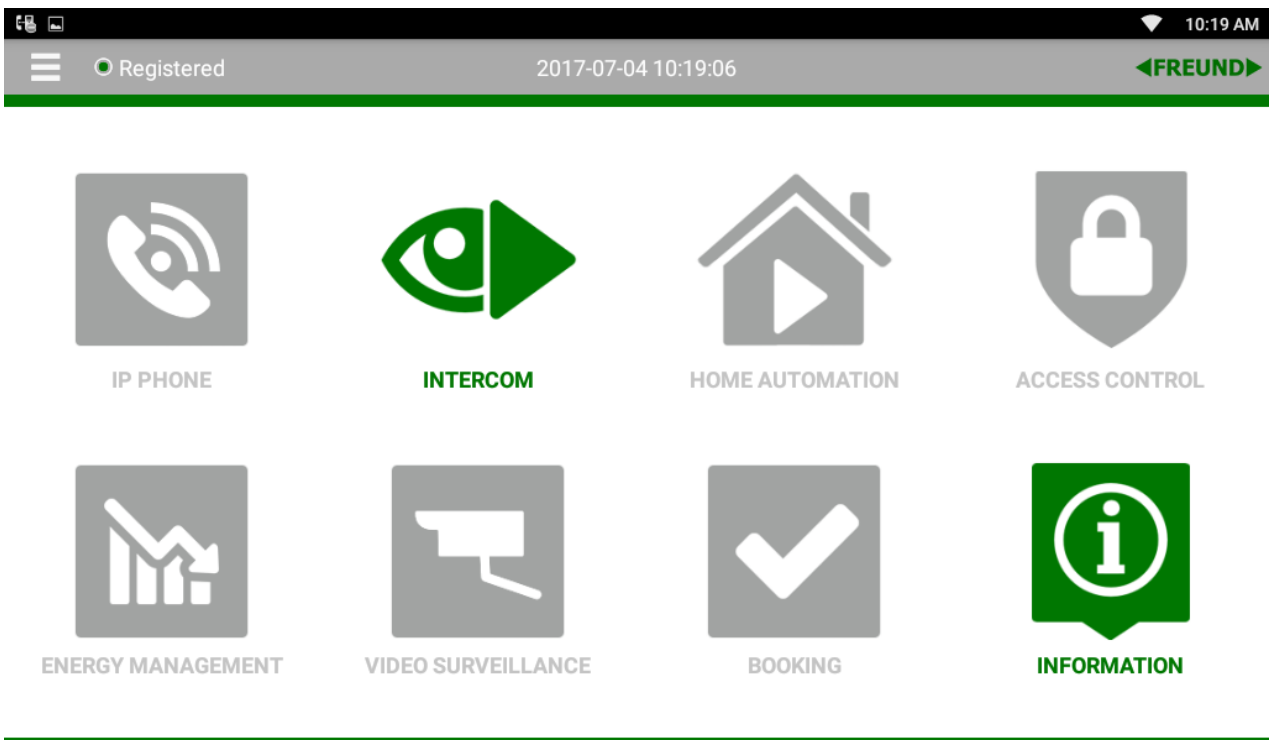 10:19 AM
Registered 2017-07-04 10:19:06 FREUND
IP PHONE INTERCOM HOME AUTOMATION ACCESS CONTROL
ENERGY MANAGEMENT VIDEO SURVEILLANCE BOOKING INFORMATION